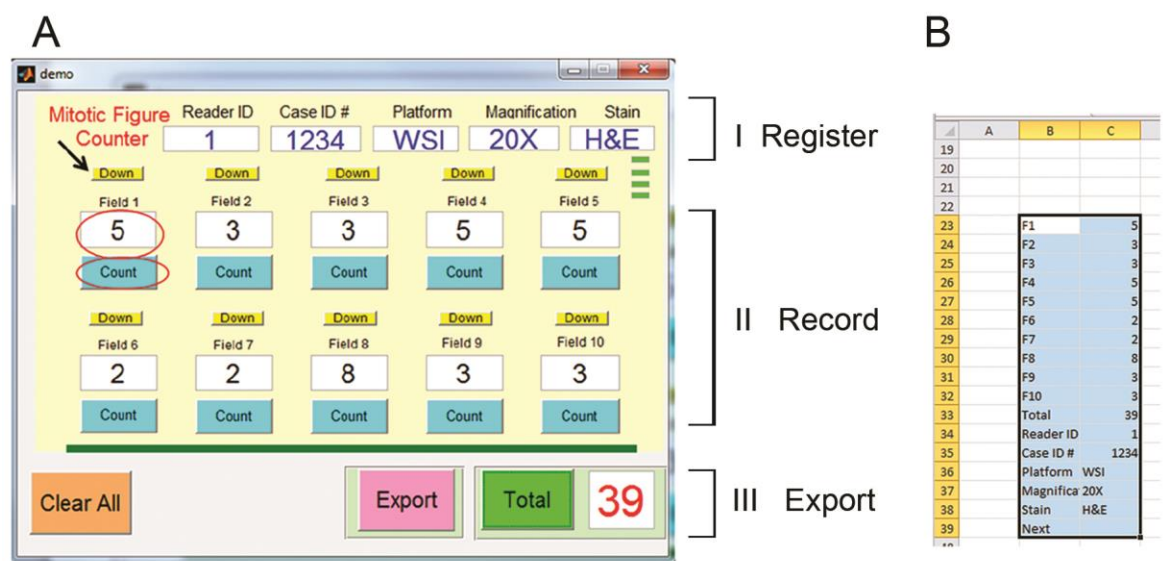 A
B
demo
Mitotic Figure Counter
Reader ID Case ID # Platform Magnification Stain
1 1234 WSI 20X H&E
I Register
Down Down Down Down Down
Field 1 Field 2 Field 3 Field 4 Field 5
5 3 3 5 5
Count Count Count Count Count
II Record
Down Down Down Down Down
Field 6 Field 7 Field 8 Field 9 Field 10
2 2 8 3 3
Count Count Count Count Count
Clear All Export Total 39
III Export
A B C
19
20
21
22
23 F1 5
24 F2 3
25 F3 3
26 F4 5
27 F5 5
28 F6 2
29 F7 2
30 F8 8
31 F9 3
32 F10 3
33 Total 39
34 Reader ID 1
35 Case ID # 1234
36 Platform WSI
37 Magnifica 20X
38 Stain H&E
39 Next